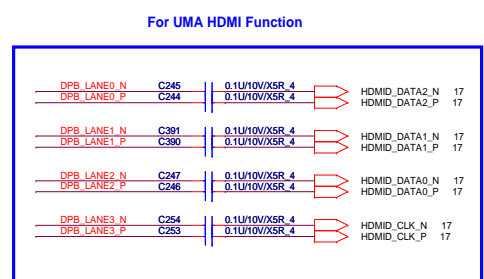 For UMA HDMI Function
DPB_LANE0_N C245 0.1U/10V/X5R_4 HDMID_DATA2_N 17
DPB_LANE0_P C244 0.1U/10V/X5R_4 HDMID_DATA2_P 17
DPB_LANE1_N C391 0.1U/10V/X5R_4 HDMID_DATA1_N 17
DPB_LANE1_P C390 0.1U/10V/X5R_4 HDMID_DATA1_P 17
DPB_LANE2_N C247 0.1U/10V/X5R_4 HDMID_DATA0_N 17
DPB_LANE2_P C246 0.1U/10V/X5R_4 HDMID_DATA0_P 17
DPB_LANE3_N C254 0.1U/10V/X5R_4 HDMID_CLK_N 17
DPB_LANE3_P C253 0.1U/10V/X5R_4 HDMID_CLK_P 17